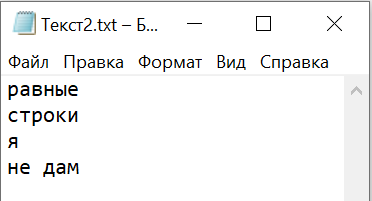 Текст2.txt – Б...
Файл Правка Формат Вид Справка
равные
строки
я
не дам